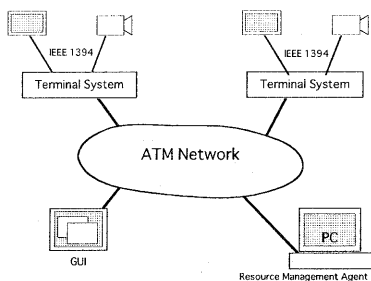 IEEE 1394
IEEE 1394
Terminal System
Terminal System
ATM Network
PC
GUI
Resource Management Agent